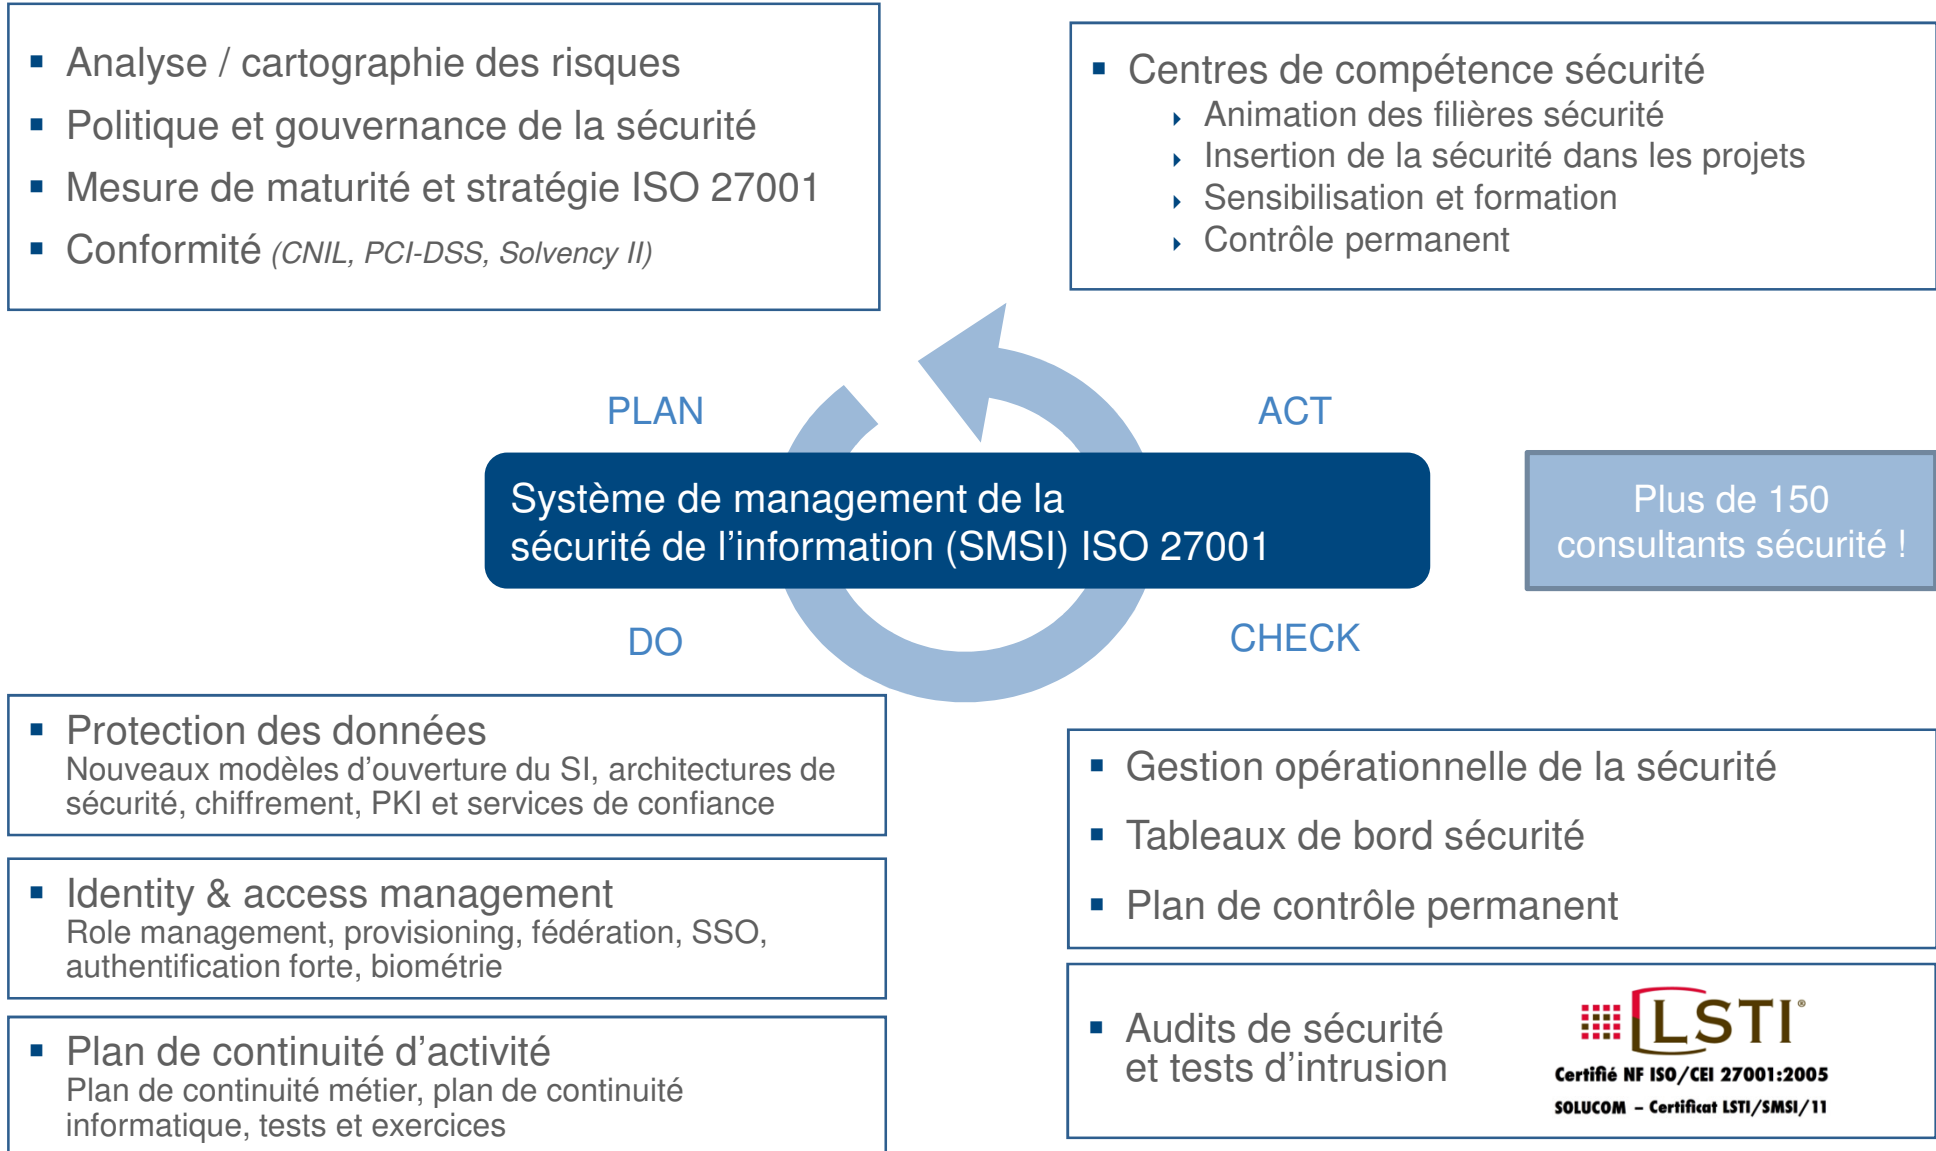 Analyse / cartographie des risques
Politique et gouvernance de la sécurité
Mesure de maturité et stratégie ISO 27001
Conformité (CNIL, PCI-DSS, Solvency II)
Centres de compétence sécurité
Animation des filières sécurité
Insertion de la sécurité dans les projets
Sensibilisation et formation
Contrôle permanent
PLAN
ACT
Système de management de la
sécurité de l’information (SMSI) ISO 27001
Plus de 150
consultants sécurité !
DO
CHECK
Protection des données
Nouveaux modèles d’ouverture du SI, architectures de
sécurité, chiffrement, PKI et services de confiance
Identity & access management
Role management, provisioning, fédération, SSO,
authentification forte, biométrie
Plan de continuité d’activité
Plan de continuité métier, plan de continuité
informatique, tests et exercices
Gestion opérationnelle de la sécurité
Tableaux de bord sécurité
Plan de contrôle permanent
Audits de sécurité
et tests d’intrusion
LSTI®
Certifié NF ISO/CEI 27001:2005
SOLUCOM – Certificat LSTI/SMSI/11